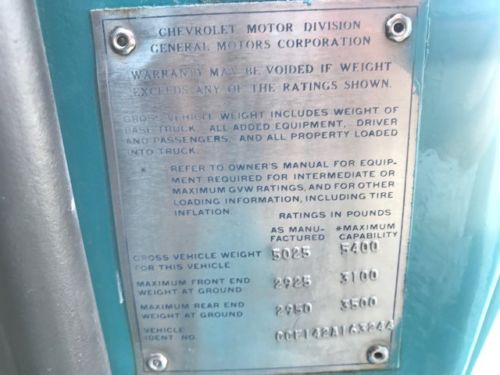 CHEVROLET MOTOR DIVISION
GENERAL MOTORS CORPORATION
WARRANTY MAY BE VOIDED IF WEIGHT
EXCEEDS ANY OF THE RATINGS SHOWN.
GROSS VEHICLE WEIGHT INCLUDES WEIGHT OF
BASE TRUCK, ALL ADDED EQUIPMENT, DRIVER
AND PASSENGERS, AND ALL PROPERTY LOADED
INTO TRUCK.
* REFER TO OWNER'S MANUAL FOR EQUIP-
MENT REQUIRED FOR INTERMEDIATE OR
MAXIMUM GVW RATINGS, AND FOR OTHER
LOADING INFORMATION, INCLUDING TIRE
INFLATION.
RATINGS IN POUNDS
AS MANU- *MAXIMUM
FACTURED CAPABILITY
GROSS VEHICLE WEIGHT 5025 5400
FOR THIS VEHICLE
MAXIMUM FRONT END 2925 3100
WEIGHT AT GROUND
MAXIMUM REAR END 2950 3500
WEIGHT AT GROUND
VEHICLE
IDENT NO. CCE142A163244